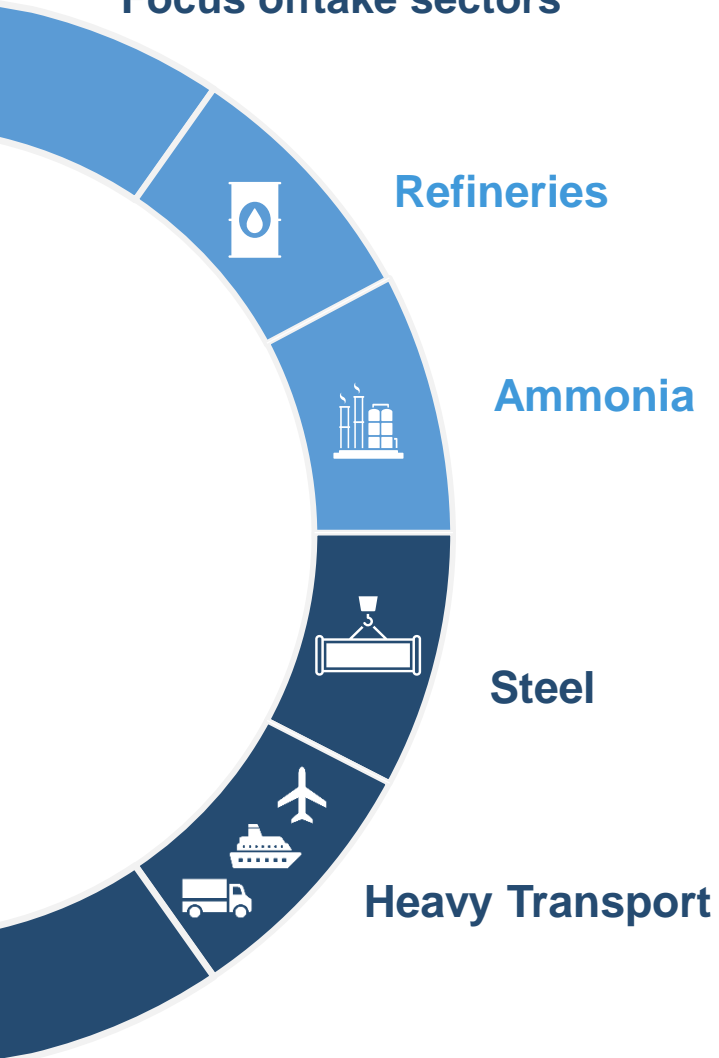 Focus offtake sectors
Refineries
Ammonia
Steel
Heavy Transport